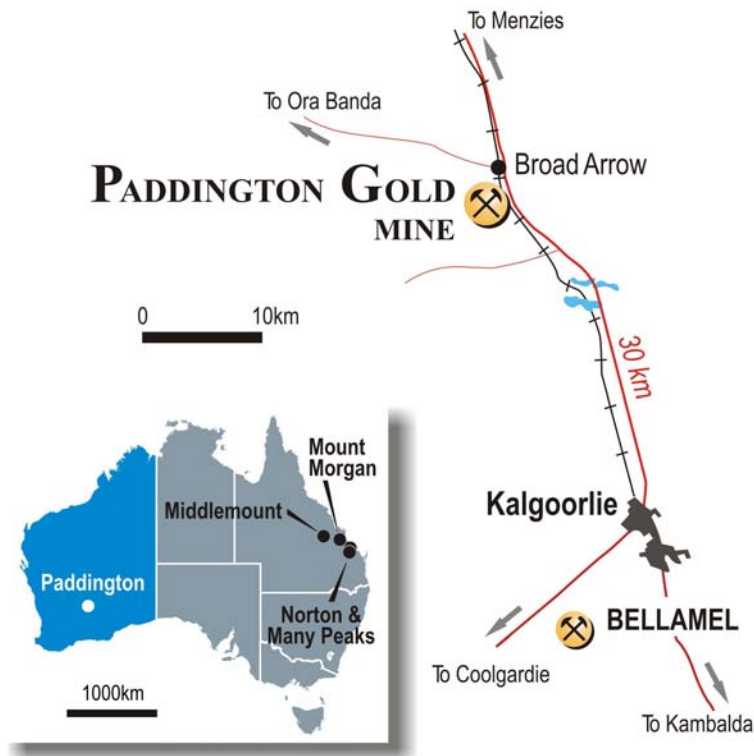 To Menzies
To Ora Banda
Broad Arrow
PADDINGTON GOLD
MINE
0 10km
30 km
Kalgoorlie
BELLAMEL
To Coolgardie
To Kambalda
Mount
Morgan
Middlemount
Paddington
Norton &
Many Peaks
1000km